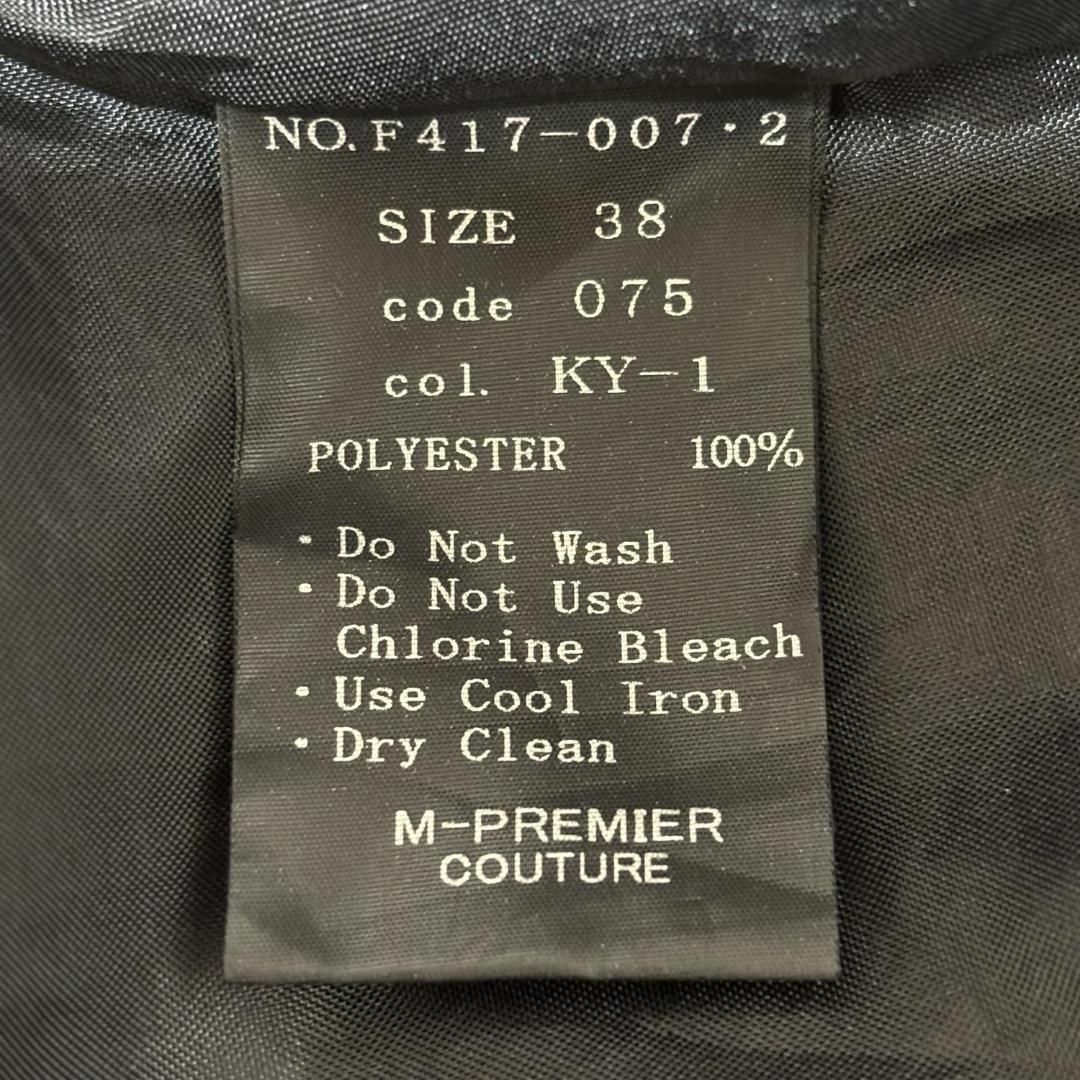 NO.F417-007・2
SIZE 38
code 075
col. KY-1
POLYESTER 100%
・Do Not Wash
・Do Not Use
Chlorine Bleach
・Use Cool Iron
・Dry Clean
M-PREMIER
COUTURE